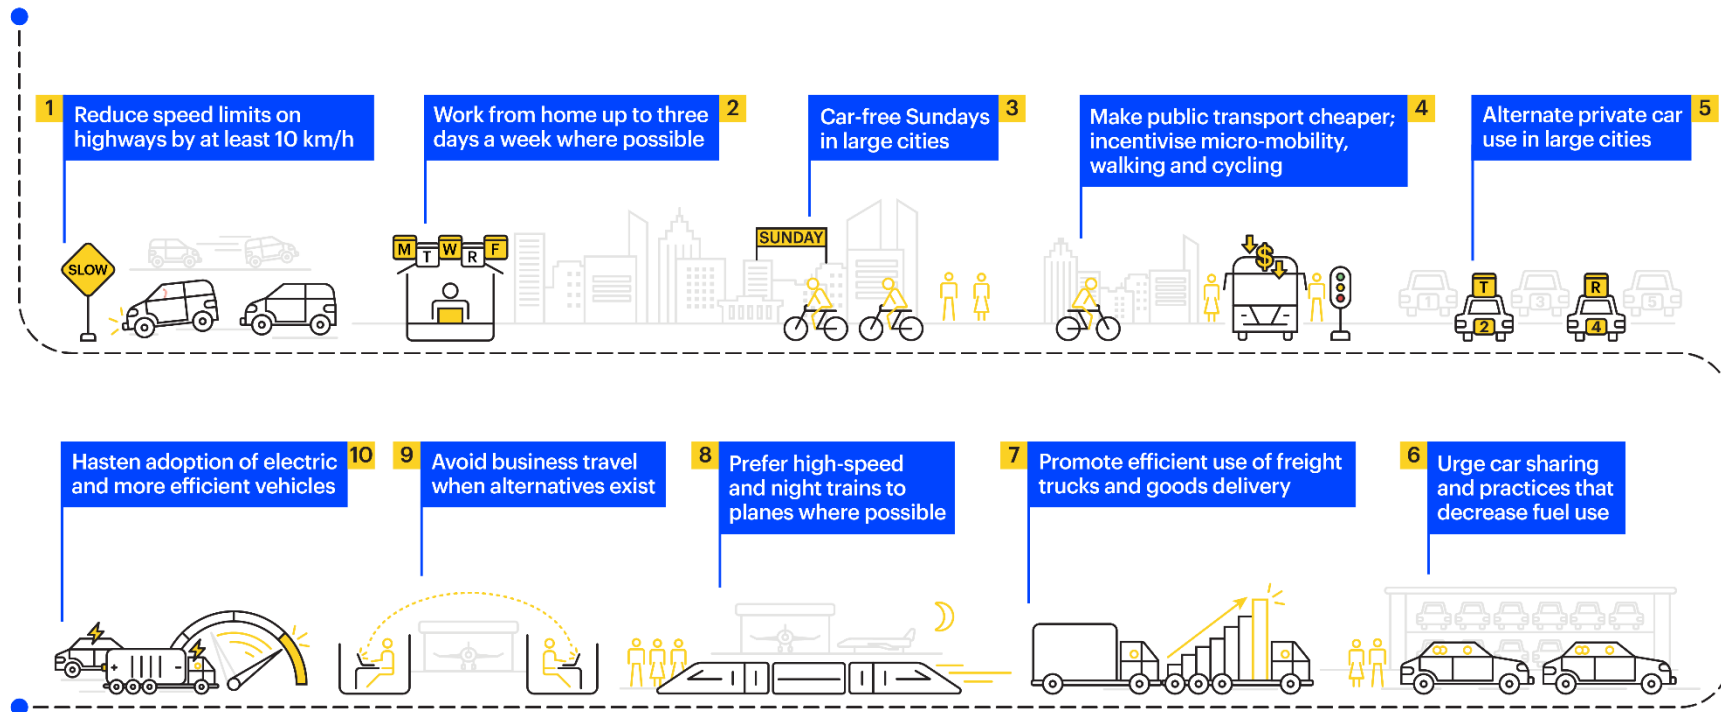 1
Reduce speed limits on
highways by at least 10 km/h
SLOW
Work from home up to three
days a week where possible
2
M T W R F
Car-free Sundays
in large cities
3
SUNDAY
Make public transport cheaper;
incentivise micro-mobility,
walking and cycling
4
$
Alternate private car
use in large cities
5
T R
1 2 3 4 5
6
Urge car sharing
and practices that
decrease fuel use
7
Promote efficient use of freight
trucks and goods delivery
8
Prefer high-speed
and night trains to
planes where possible
9
Avoid business travel
when alternatives exist
Hasten adoption of electric
and more efficient vehicles
10
+ -